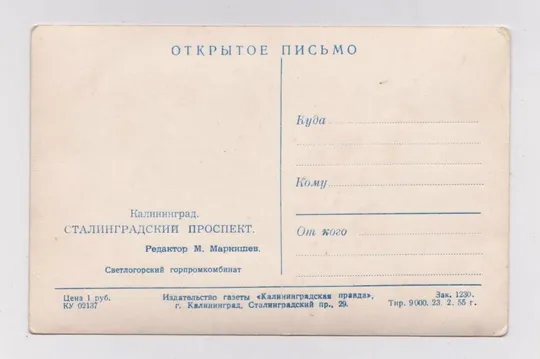 ОТКРЫТОЕ ПИСЬМО
Куда
Кому
От кого
Калининград.
СТАЛИНГРАДСКИЙ ПРОСПЕКТ.
Редактор М. Маркишев.
Светлогорский горпромкомбинат
Цена 1 руб.
КУ 02137
Издательство газеты «Калининградская правда»,
г. Калининград, Сталинградский пр., 29.
Зак. 1230.
Тир. 9000. 23. 2. 55 г.